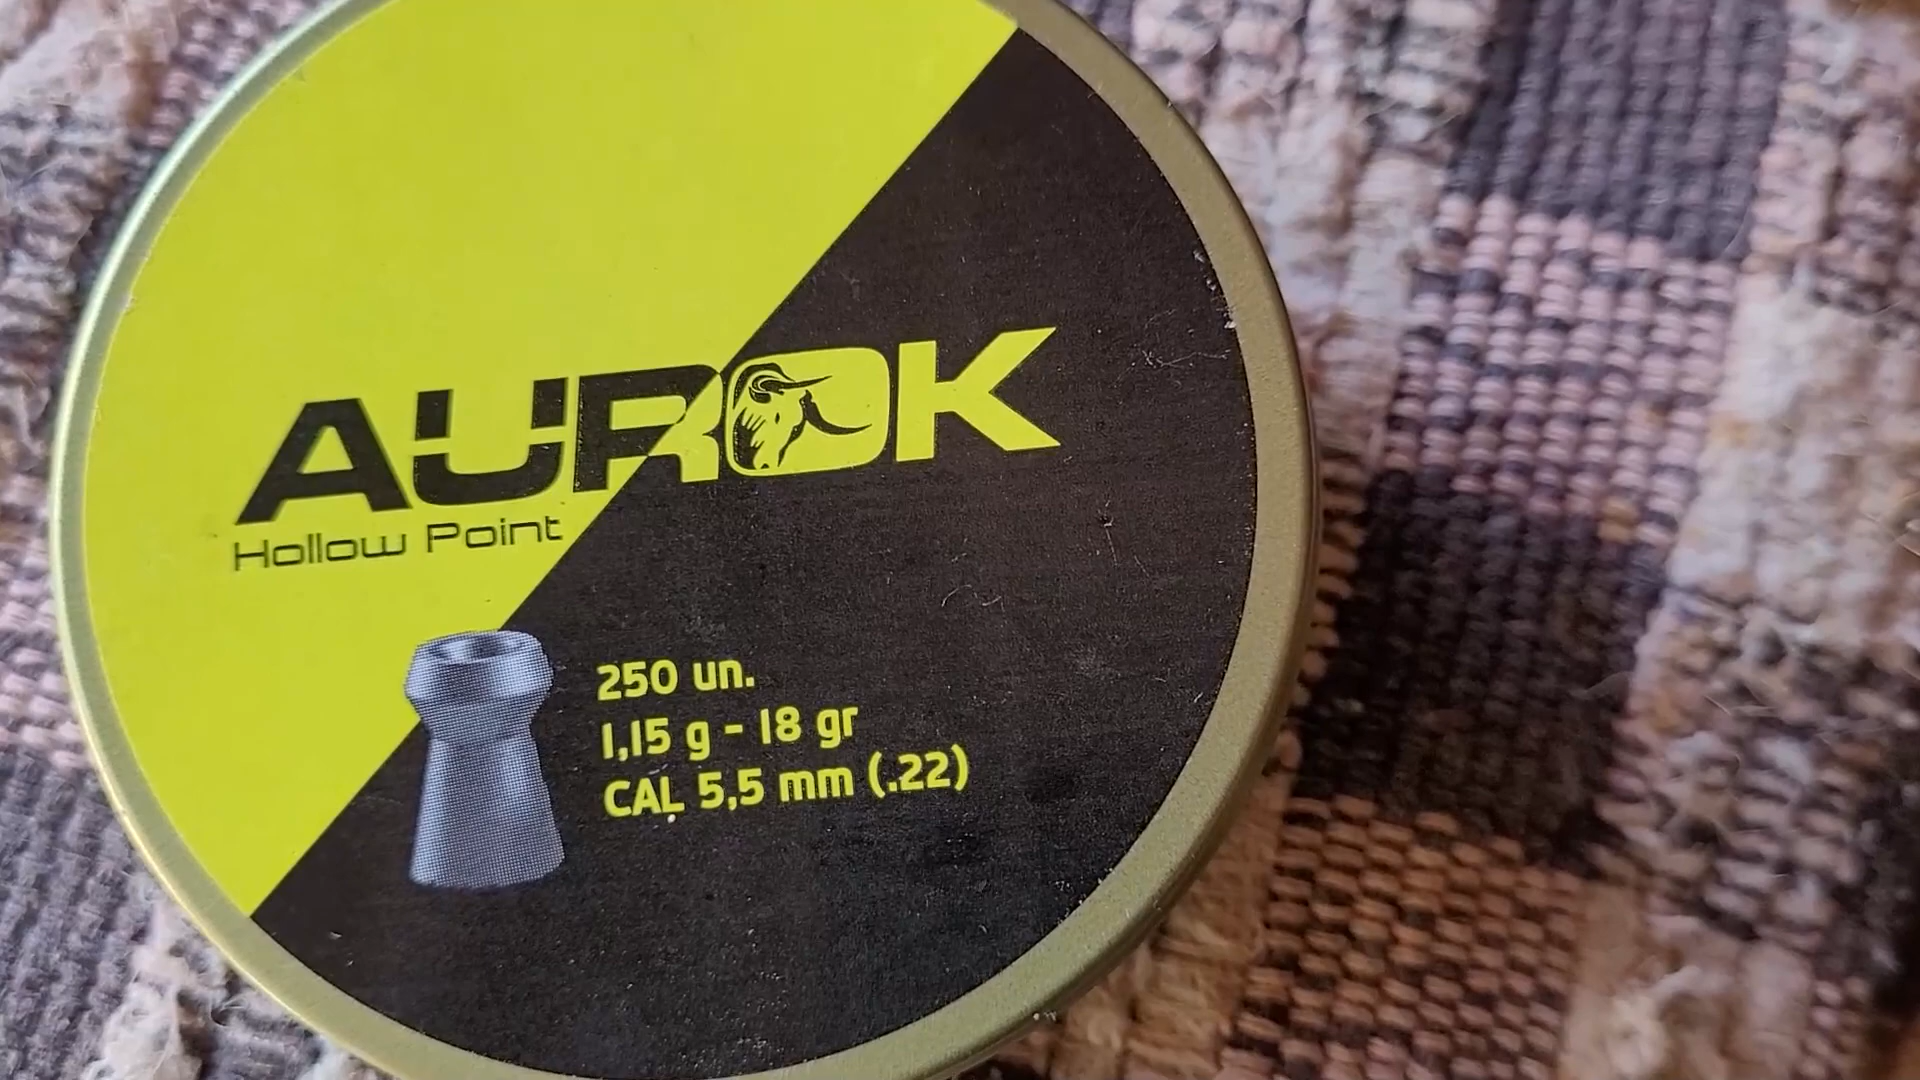 AUROK
Hollow Point
250 un.
1,15 g - 18 gr
CAL 5,5 mm (.22)